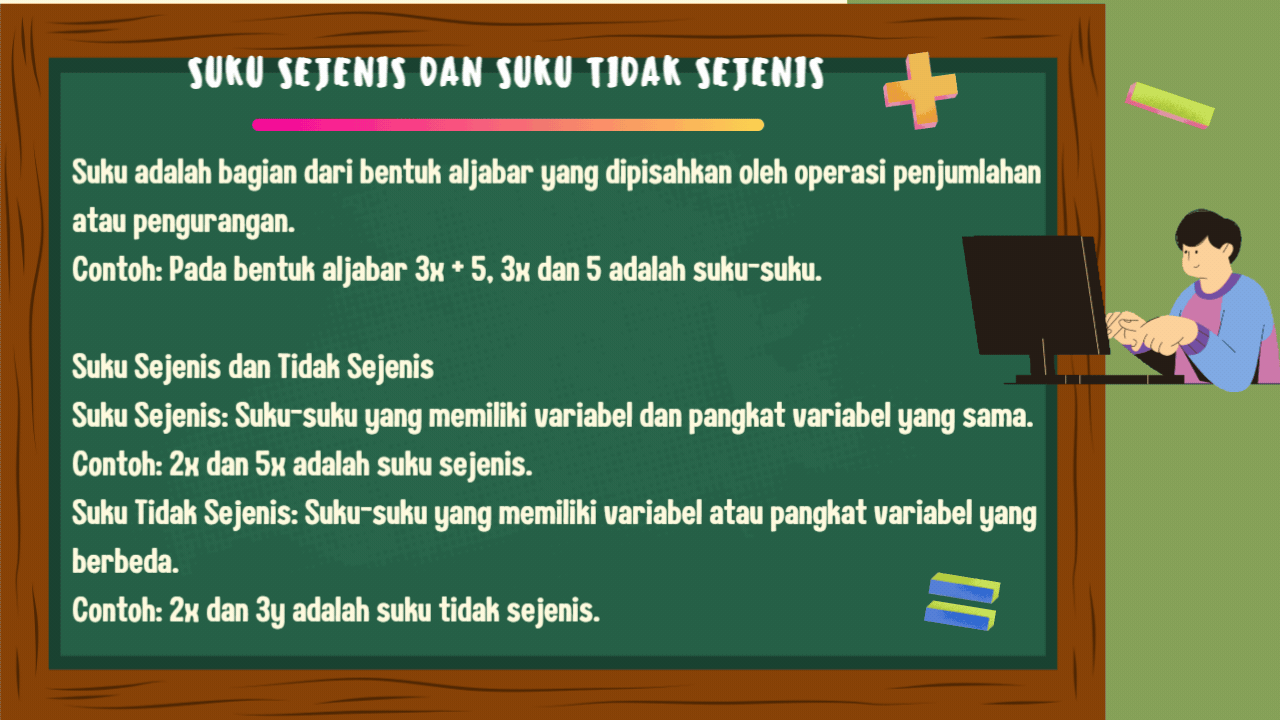 SUKU SEJENIS DAN SUKU TIDAK SEJENIS
Suku adalah bagian dari bentuk aljabar yang dipisahkan oleh operasi penjumlahan
atau pengurangan.
Contoh: Pada bentuk aljabar 3x + 5, 3x dan 5 adalah suku-suku.
Suku Sejenis dan Tidak Sejenis
Suku Sejenis: Suku-suku yang memiliki variabel dan pangkat variabel yang sama.
Contoh: 2x dan 5x adalah suku sejenis.
Suku Tidak Sejenis: Suku-suku yang memiliki variabel atau pangkat variabel yang
berbeda.
Contoh: 2x dan 3y adalah suku tidak sejenis.